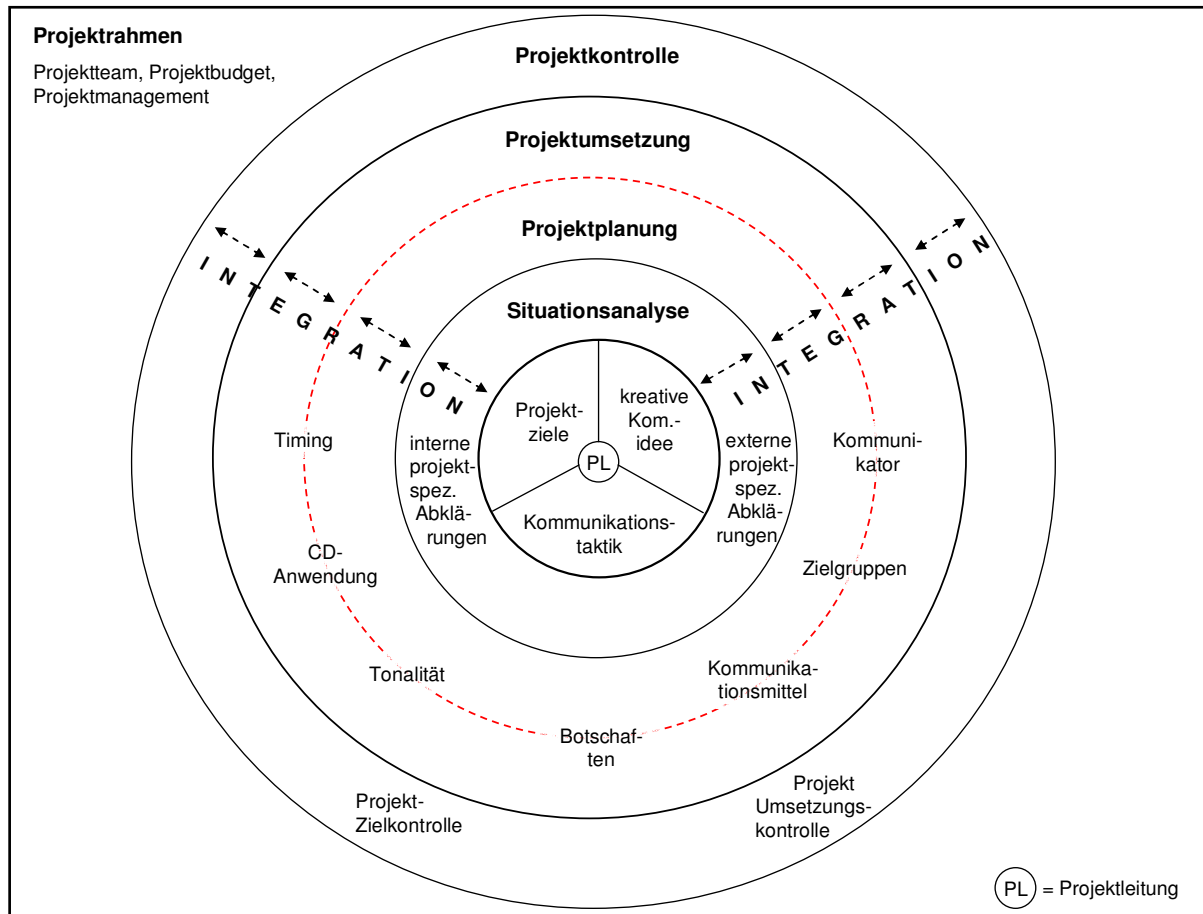 Projektrahmen
Projektteam, Projektbudget,
Projektmanagement
Projektkontrolle
Projektumsetzung
Projektplanung
Situationsanalyse
INTEGRATION
INTEGRATION
Projekt-
ziele
kreative
Kom.-
idee
PL
Kommunikations-
taktik
interne
projekt-
spez.
Abklä-
rungen
externe
projekt-
spez.
Abklä-
rungen
Timing
Kommuni-
kator
CD-
Anwendung
Zielgruppen
Tonalität
Kommunika-
tionsmittel
Botschaf-
ten
Projekt-
Zielkontrolle
Projekt
Umsetzungs-
kontrolle
PL = Projektleitung